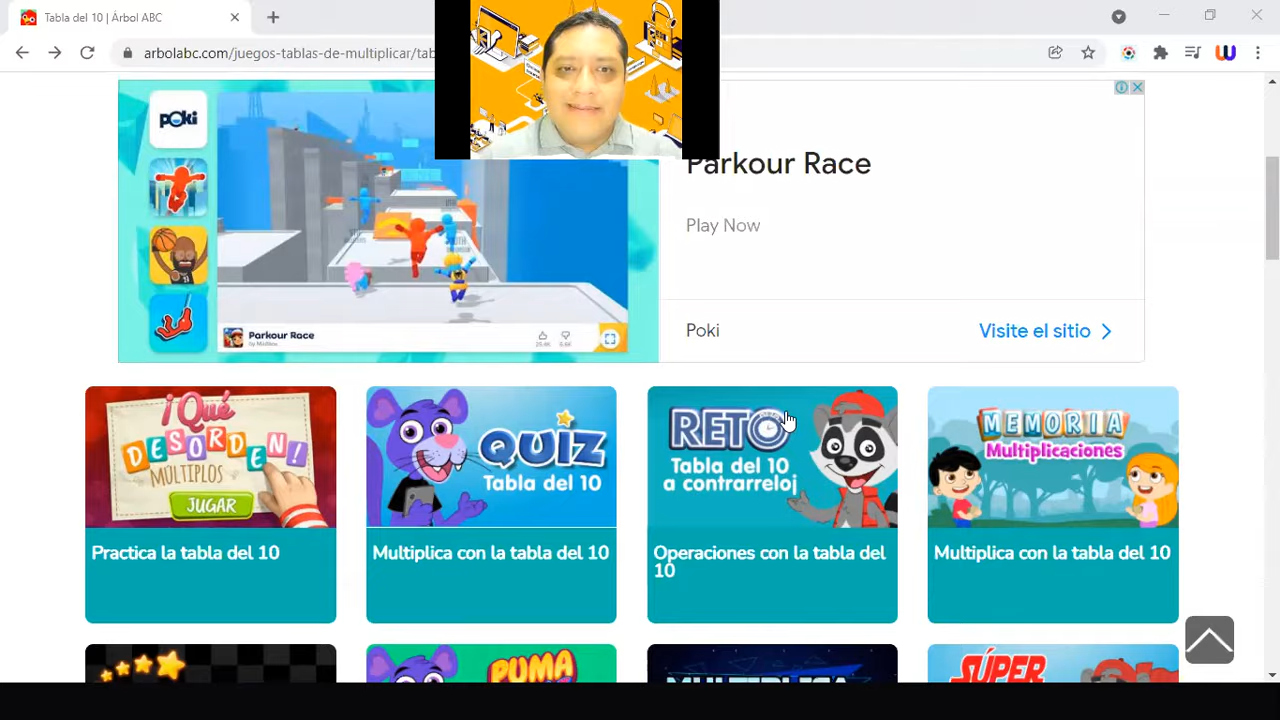 Tabla del 10 | Árbol ABC
arbolabc.com/juegos-tablas-de-multiplicar/tab
POKI
Parkour Race
Play Now
Parkour Race
Poki
Visite el sitio
¡Qué
DESORDEN!
MÚLTIPLOS
JUGAR
QUIZ
Tabla del 10
RETO
Tabla del 10
a contrarreloj
MEMORIA
Multiplicaciones
Practica la tabla del 10
Multiplica con la tabla del 10
Operaciones con la tabla del
10
Multiplica con la tabla del 10
PUMA
MULTIPLICA
SÚPER